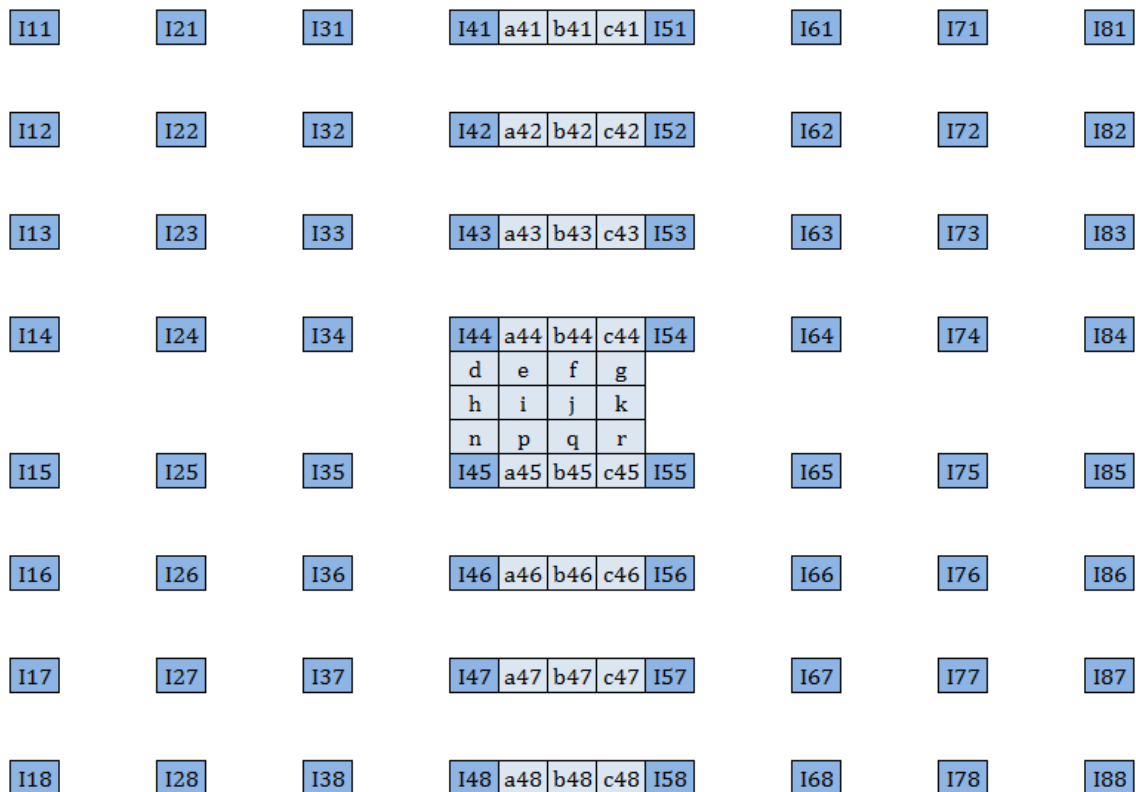 I11 I21 I31 I41 a41 b41 c41 I51 I61 I71 I81
I12 I22 I32 I42 a42 b42 c42 I52 I62 I72 I82
I13 I23 I33 I43 a43 b43 c43 I53 I63 I73 I83
I14 I24 I34 I44 a44 b44 c44 I54 I64 I74 I84
d e f g
h i j k
n p q r
I15 I25 I35 I45 a45 b45 c45 I55 I65 I75 I85
I16 I26 I36 I46 a46 b46 c46 I56 I66 I76 I86
I17 I27 I37 I47 a47 b47 c47 I57 I67 I77 I87
I18 I28 I38 I48 a48 b48 c48 I58 I68 I78 I88